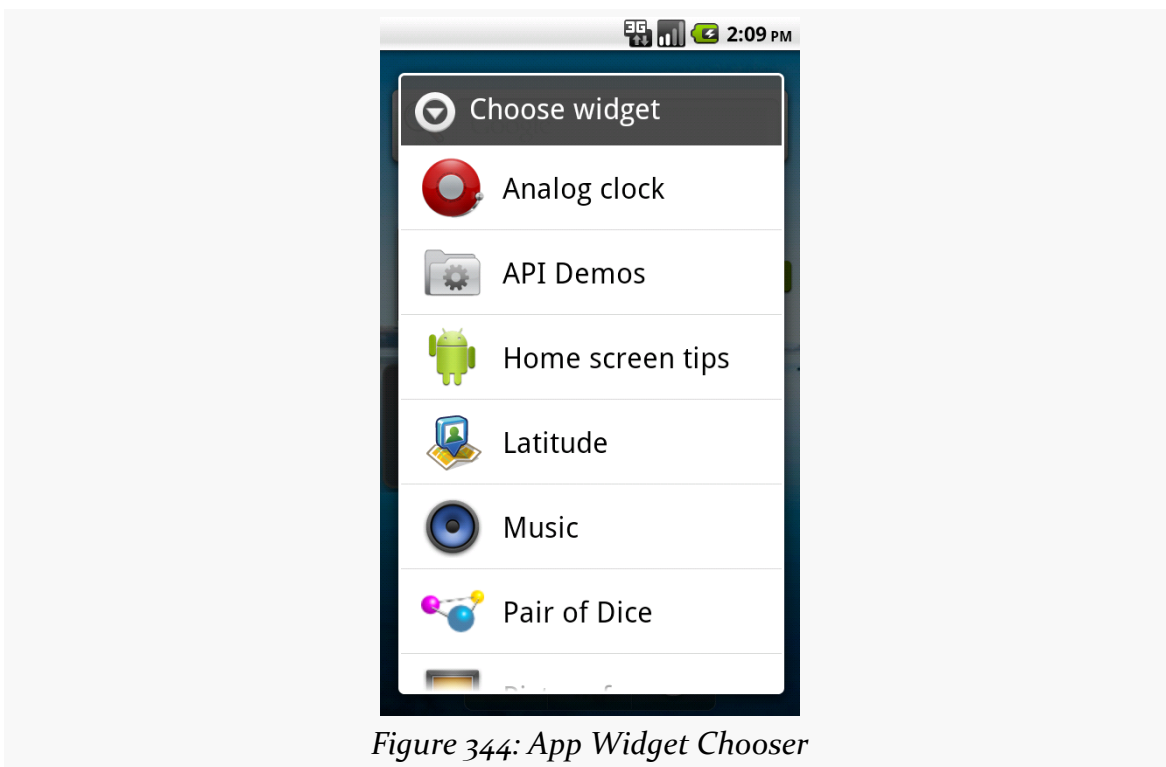 3G 2:09 PM
Choose widget
Analog clock
API Demos
Home screen tips
Latitude
Music
Pair of Dice
Figure 344: App Widget Chooser